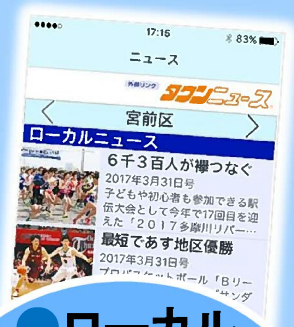 17:15
83%
ニュース
外部リンク タウンニュース
宮前区
ローカルニュース
6千3百人が襷つなぐ
2017年3月31日号
子どもや初心者も参加できる駅
伝大会として今年で17回目を迎
えた「2017多摩川リバー…
最短であす地区優勝
2017年3月31日号
プロバスケットボール「Bリー
ローカル